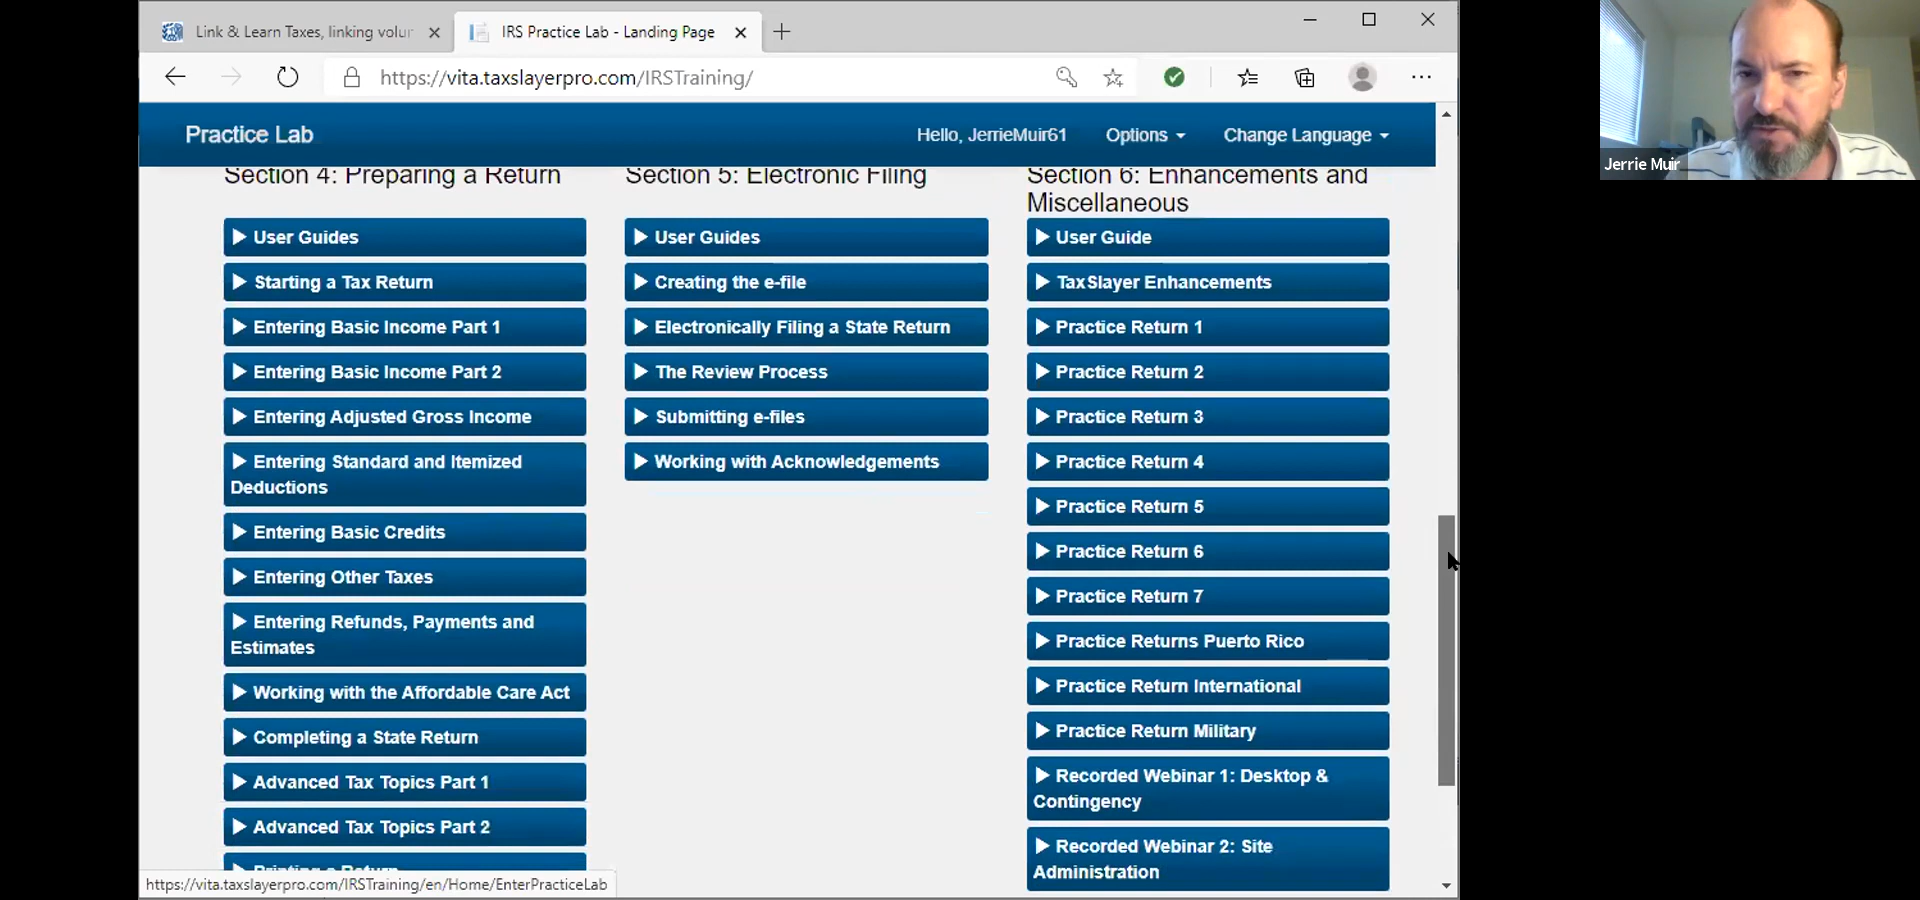 Link & Learn Taxes, linking volur
IRS Practice Lab - Landing Page
https://vita.taxslayerpro.com/IRSTraining/
Practice Lab
Hello, JerrieMuir61
Options
Change Language
Jerrie Muir
Section 4: Preparing a Return
User Guides
Starting a Tax Return
Entering Basic Income Part 1
Entering Basic Income Part 2
Entering Adjusted Gross Income
Entering Standard and Itemized
Deductions
Entering Basic Credits
Entering Other Taxes
Entering Refunds, Payments and
Estimates
Working with the Affordable Care Act
Completing a State Return
Advanced Tax Topics Part 1
Advanced Tax Topics Part 2
Printing a Return
Section 5: Electronic Filing
User Guides
Creating the e-file
Electronically Filing a State Return
The Review Process
Submitting e-files
Working with Acknowledgements
Section 6: Enhancements and
Miscellaneous
User Guide
TaxSlayer Enhancements
Practice Return 1
Practice Return 2
Practice Return 3
Practice Return 4
Practice Return 5
Practice Return 6
Practice Return 7
Practice Returns Puerto Rico
Practice Return International
Practice Return Military
Recorded Webinar 1: Desktop &
Contingency
Recorded Webinar 2: Site
Administration
https://vita.taxslayerpro.com/IRSTraining/en/Home/EnterPracticeLab